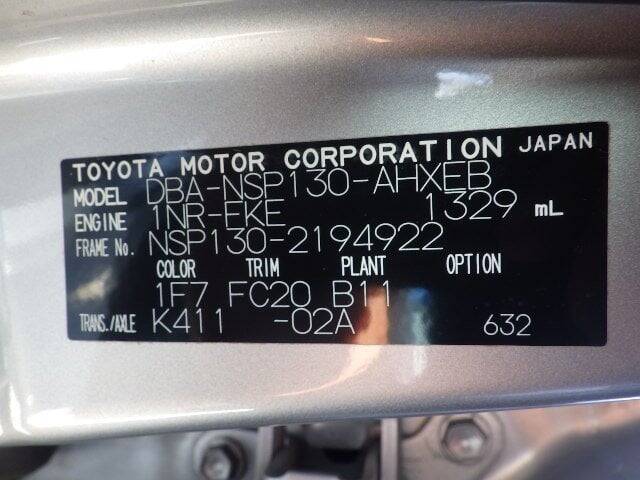 TOYOTA MOTOR CORPORATION JAPAN
MODEL DBA-NSP130-AHXEB
ENGINE 1NR-FKE 1329 mL
FRAME No. NSP130-2194922
COLOR TRIM PLANT OPTION
1F7 FC20 B11
TRANS./AXLE K411 -02A 632